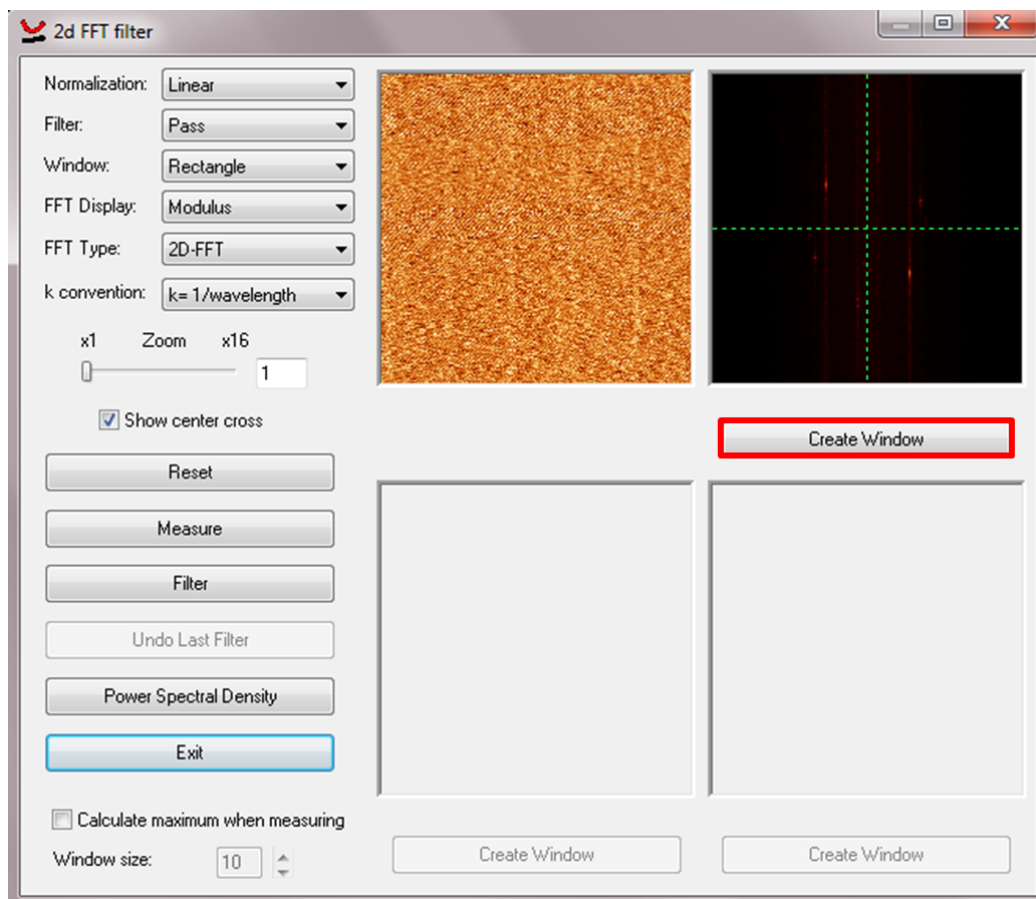 2d FFT filter
Normalization: Linear
Filter: Pass
Window: Rectangle
FFT Display: Modulus
FFT Type: 2D-FFT
k convention: k= 1/wavelength
x1 Zoom x16
1
Show center cross
Create Window
Reset
Measure
Filter
Undo Last Filter
Power Spectral Density
Exit
Calculate maximum when measuring
Window size: 10
Create Window
Create Window